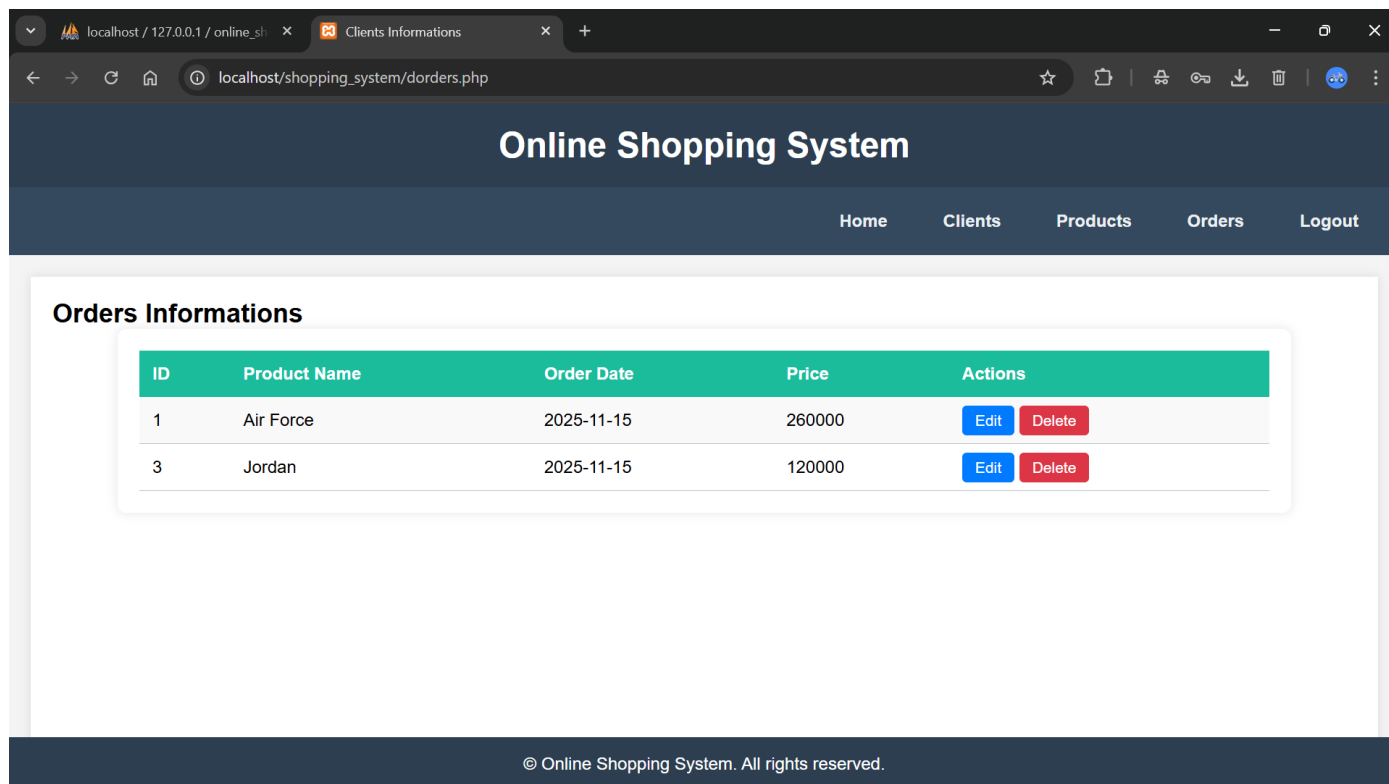 localhost / 127.0.0.1 / online_sh
Clients Informations
localhost/shopping_system/dorders.php
Online Shopping System
Home Clients Products Orders Logout
Orders Informations
ID Product Name Order Date Price Actions
1 Air Force 2025-11-15 260000 Edit Delete
3 Jordan 2025-11-15 120000 Edit Delete
© Online Shopping System. All rights reserved.